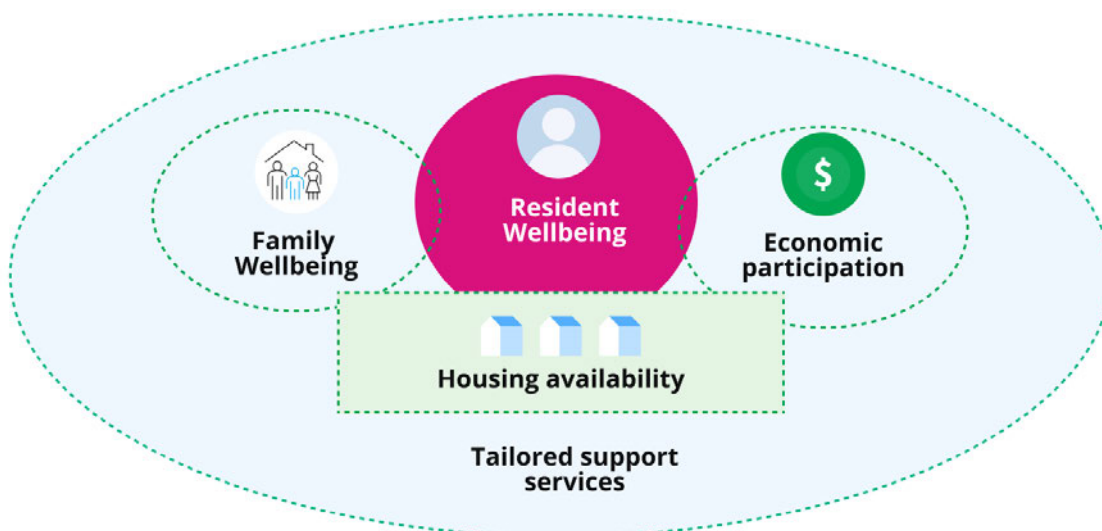 Resident
Wellbeing
Family
Wellbeing
$
Economic
participation
Housing availability
Tailored support
services